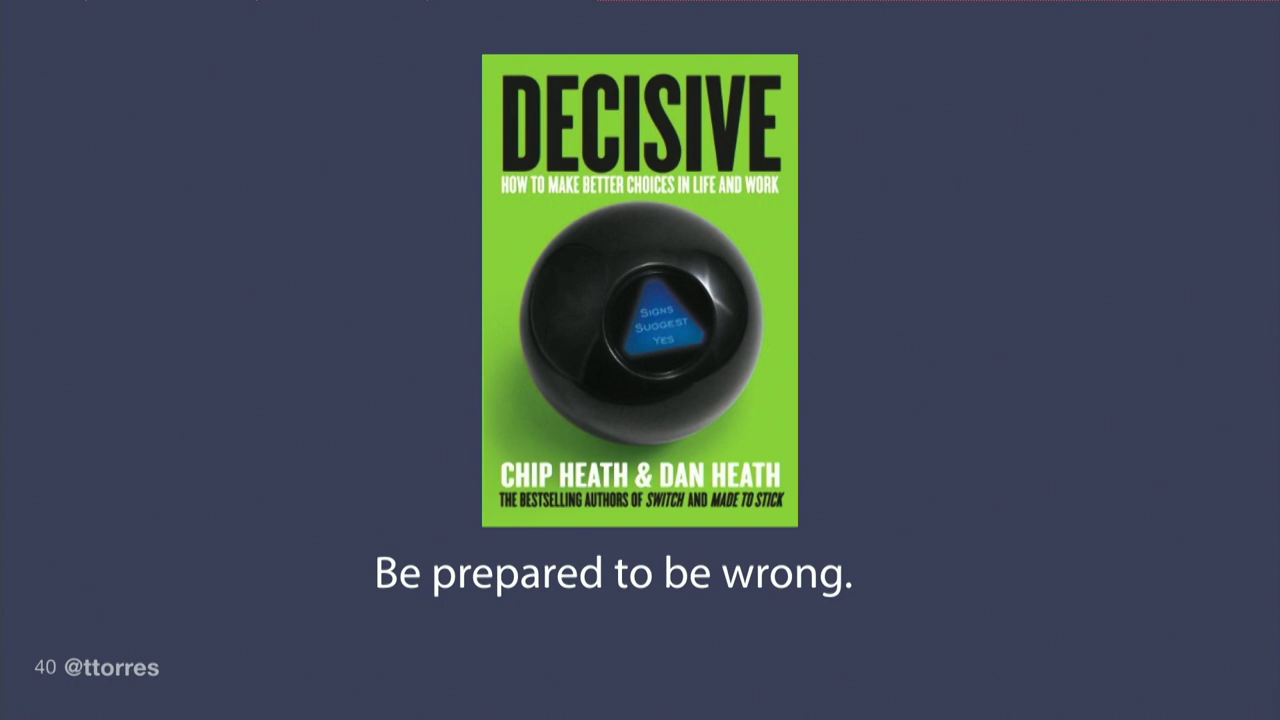 DECISIVE
HOW TO MAKE BETTER CHOICES IN LIFE AND WORK
SIGNS
SUGGEST
YES
CHIP HEATH & DAN HEATH
THE BESTSELLING AUTHORS OF SWITCH AND MADE TO STICK
Be prepared to be wrong.
40 @ttorres